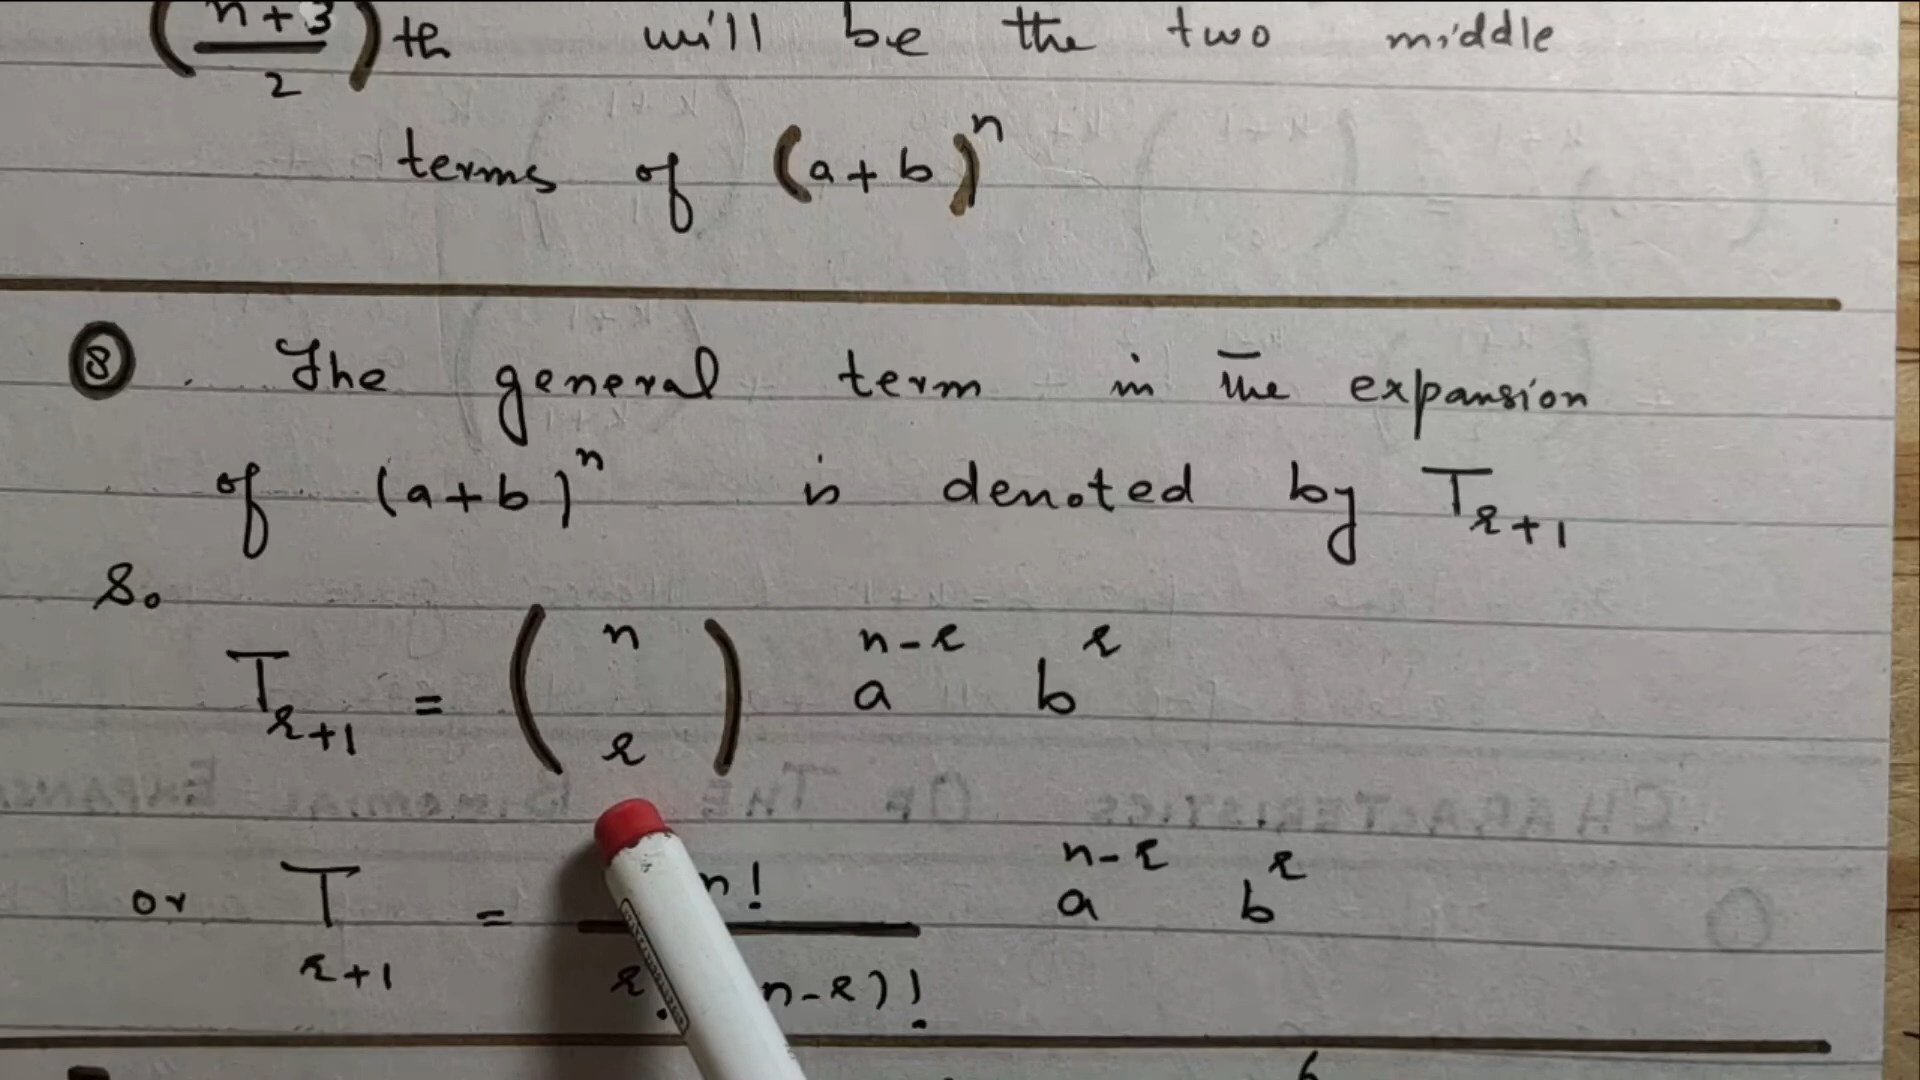 (n+3/2)th will be the two middle
terms of (a+b)^n
⑧ The general term in the expansion
of (a+b)^n is denoted by T_{r+1}
So
T_{r+1} = (n r) a^{n-r} b^r
or T_{r+1} = n! / r! (n-r)! a^{n-r} b^r